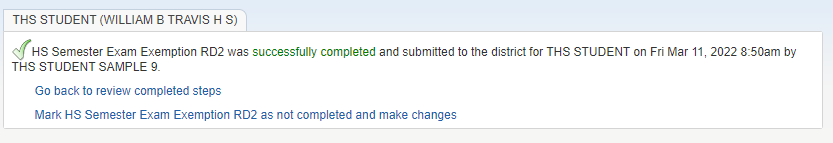 THS STUDENT (WILLIAM B TRAVIS H S)
HS Semester Exam Exemption RD2 was successfully completed and submitted to the district for THS STUDENT on Fri Mar 11, 2022 8:50am by
THS STUDENT SAMPLE 9.
Go back to review completed steps
Mark HS Semester Exam Exemption RD2 as not completed and make changes